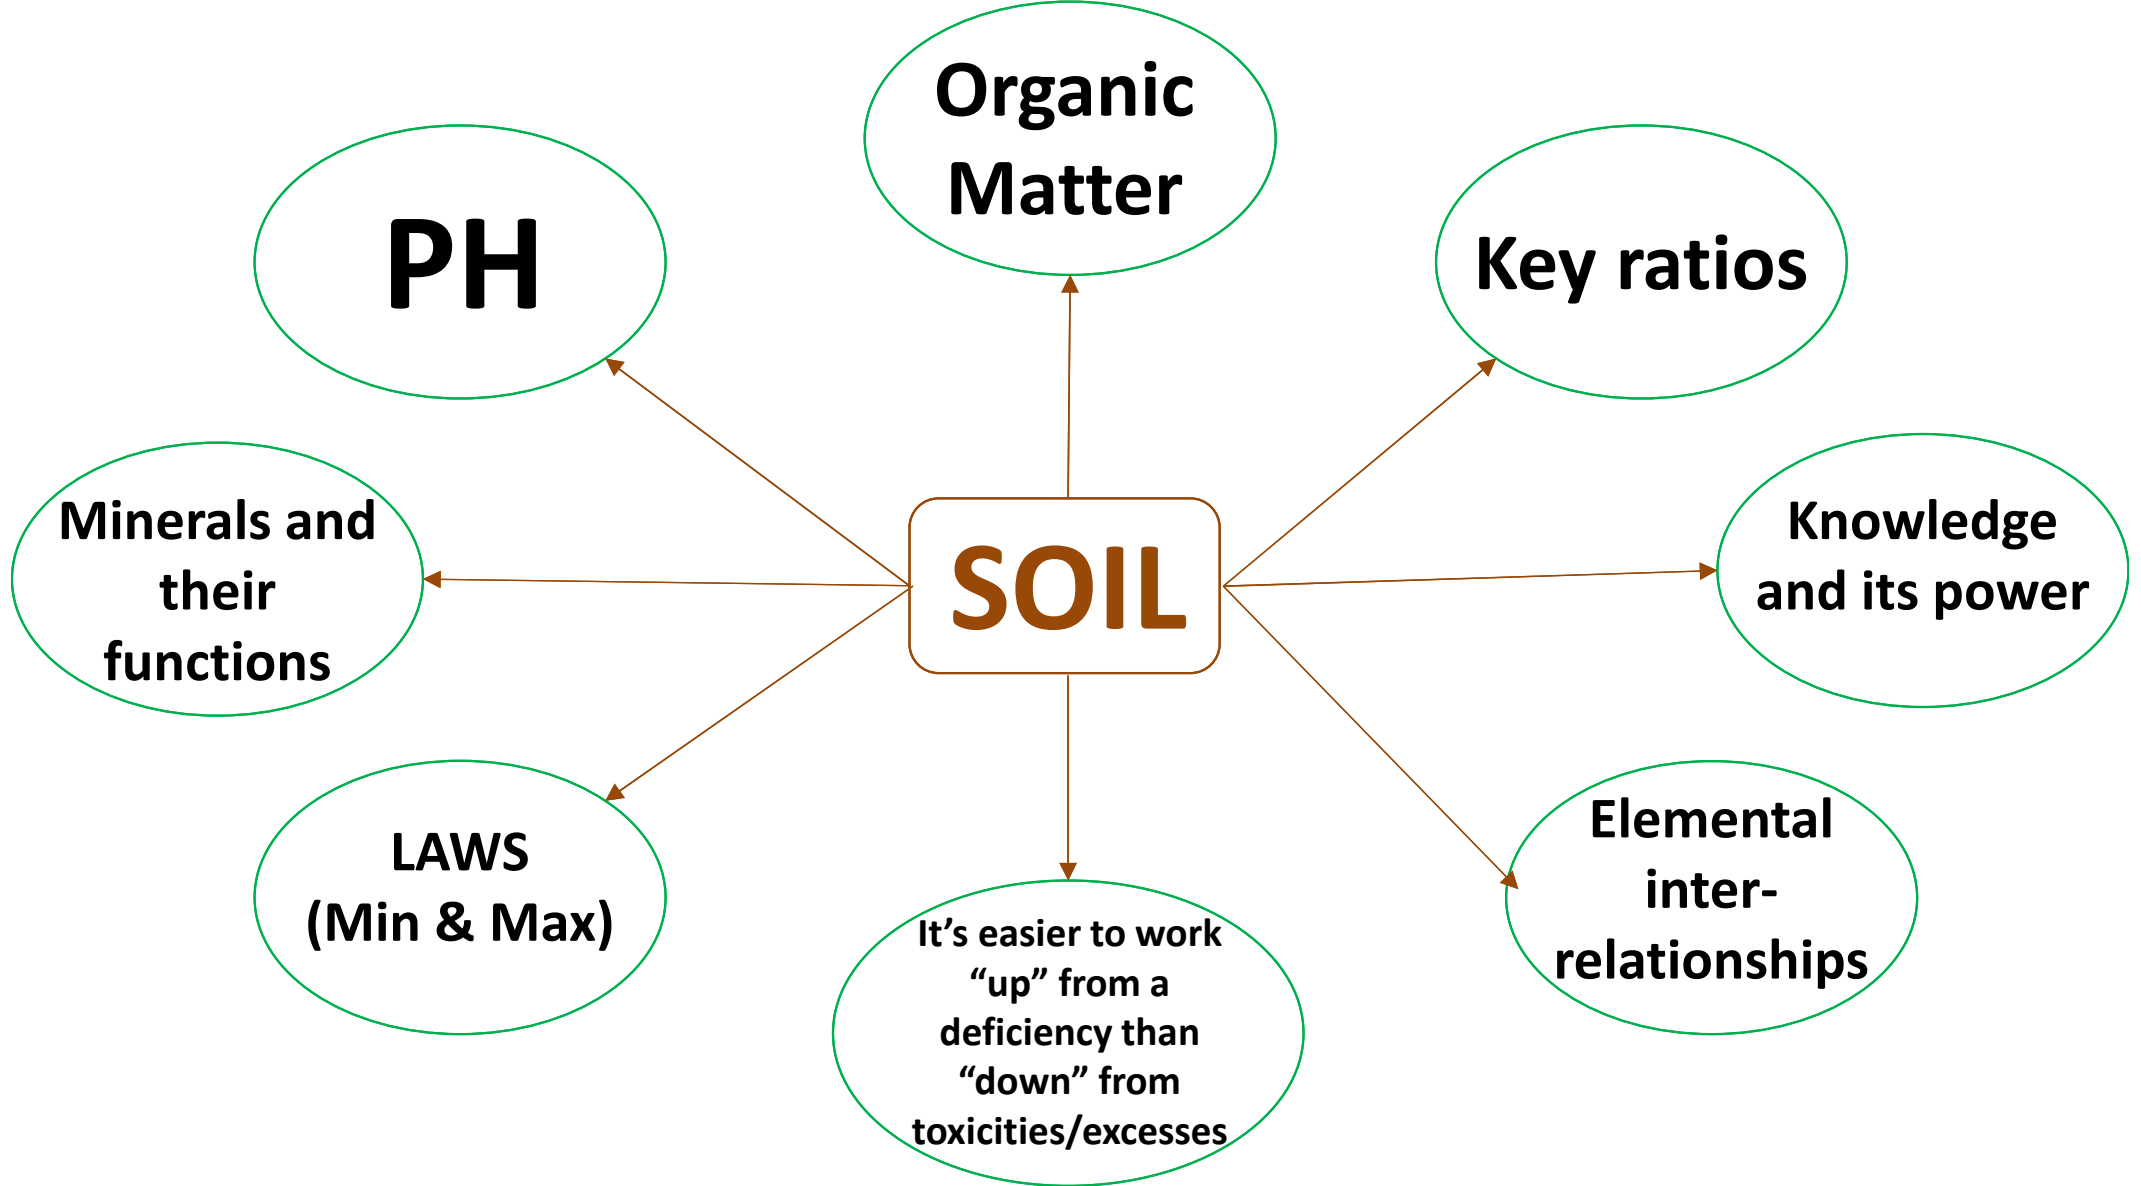 Organic
Matter
PH
Key ratios
Minerals and
their
functions
SOIL
Knowledge
and its power
LAWS
(Min & Max)
It’s easier to work
“up” from a
deficiency than
“down” from
toxicities/excesses
Elemental
inter-
relationships